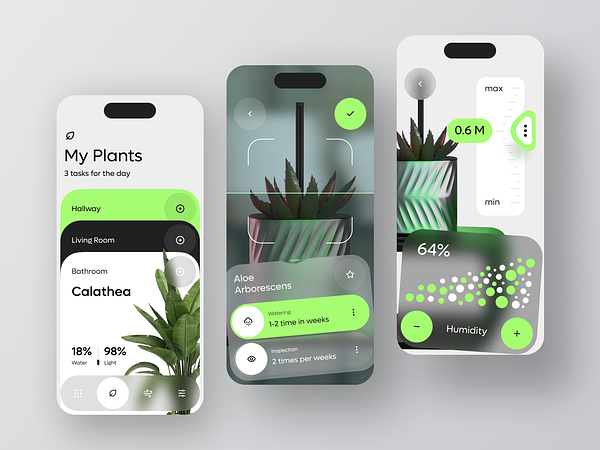 My Plants
3 tasks for the day
Hallway
Living Room
Bathroom
Calathea
18%
98%
Water
Light
Aloe
Arborescens
Watering
1-2 time in weeks
Inspection
2 times per weeks
max
0.6 M
min
64%
Humidity